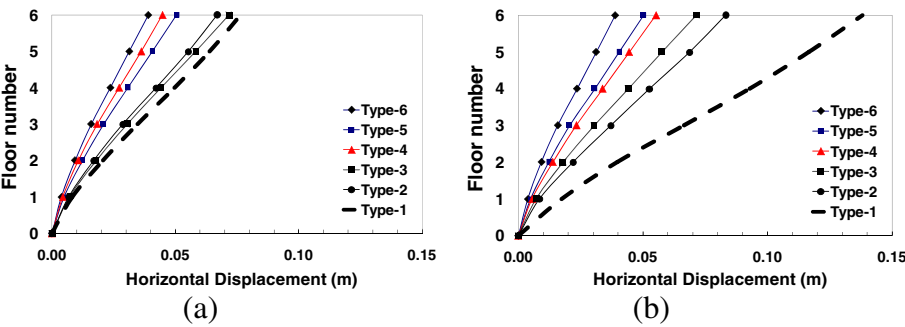 6
5
4
3
2
1
0
Floor number
Type-6
Type-5
Type-4
Type-3
Type-2
Type-1
0.00
0.05
0.10
0.15
Horizontal Displacement (m)
(a)
6
5
4
3
2
1
0
Floor number
Type-6
Type-5
Type-4
Type-3
Type-2
Type-1
0.00
0.05
0.10
0.15
Horizontal Displacement (m)
(b)